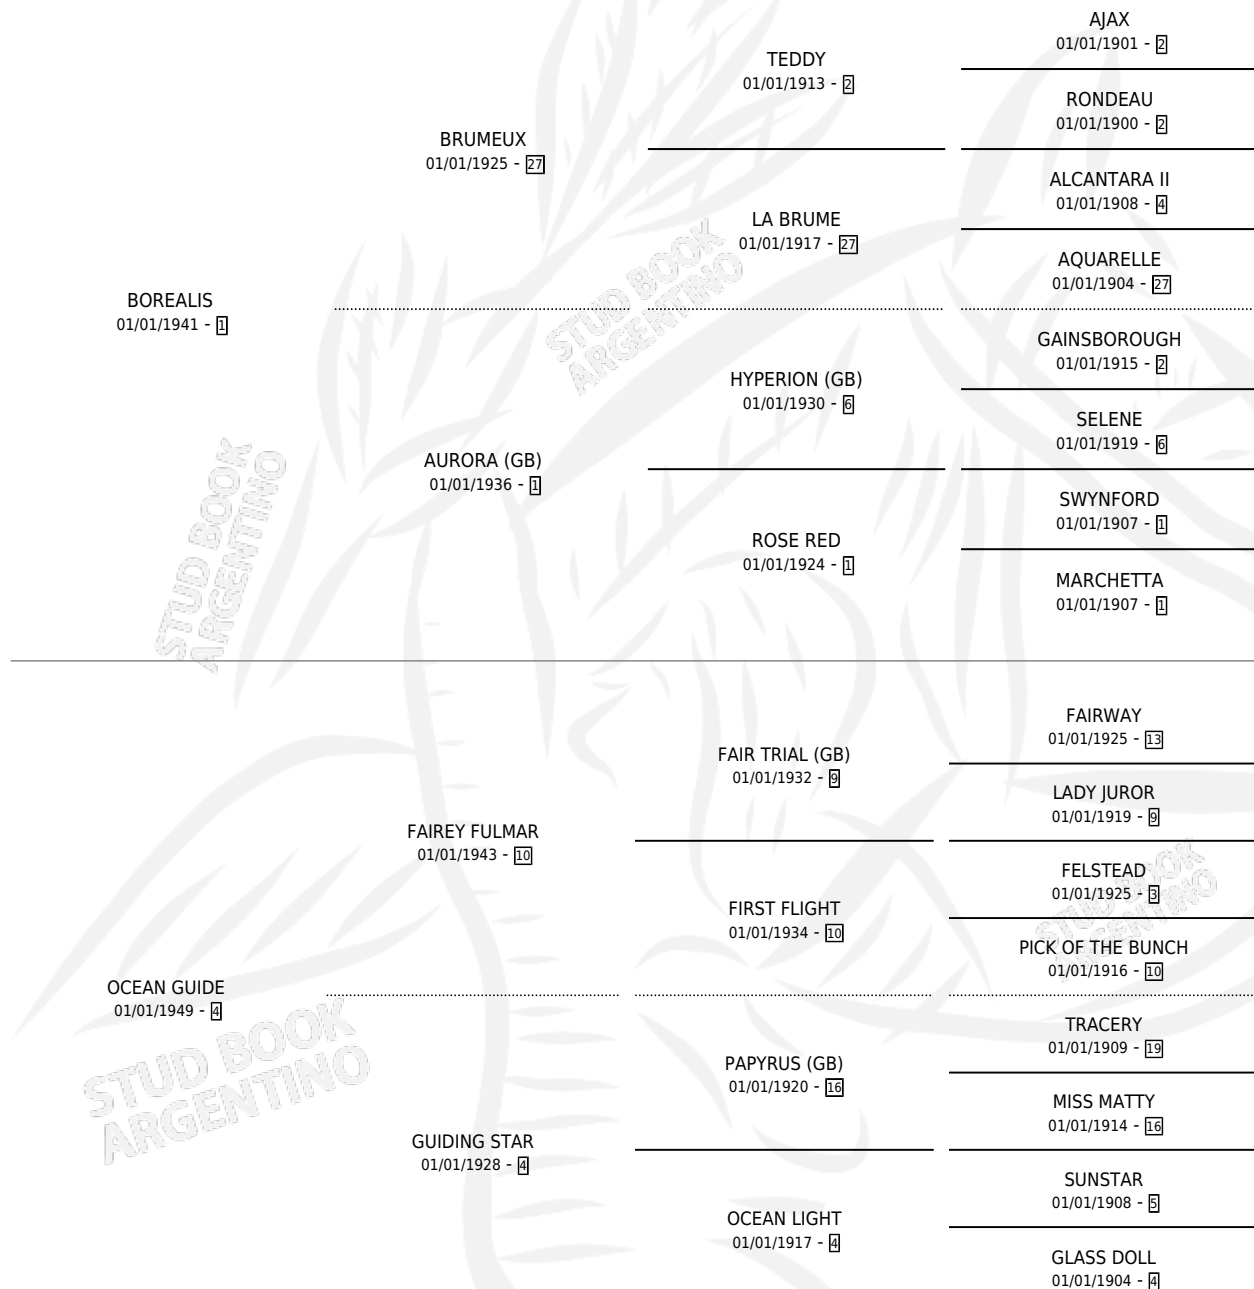 AJAX
01/01/1901 - 2
TEDDY
01/01/1913 - 2
RONDEAU
01/01/1900 - 2
BRUMEUX
01/01/1925 - 27
ALCANTARA II
01/01/1908 - 4
LA BRUME
01/01/1917 - 27
AQUARELLE
01/01/1904 - 27
BOREALIS
01/01/1941 - 1
GAINSBOROUGH
01/01/1915 - 2
HYPERION (GB)
01/01/1930 - 6
SELENE
01/01/1919 - 6
AURORA (GB)
01/01/1936 - 1
SWYNFORD
01/01/1907 - 1
ROSE RED
01/01/1924 - 1
MARCHETTA
01/01/1907 - 1
STUD BOOK
ARGENTINO
STUD BOOK
ARGENTINO
FAIRWAY
01/01/1925 - 13
FAIR TRIAL (GB)
01/01/1932 - 9
LADY JUROR
01/01/1919 - 9
FAIREY FULMAR
01/01/1943 - 10
FELSTEAD
01/01/1925 - 3
FIRST FLIGHT
01/01/1934 - 10
PICK OF THE BUNCH
01/01/1916 - 10
STUD BOOK
ARGENTINO
OCEAN GUIDE
01/01/1949 - 4
TRACERY
01/01/1909 - 19
PAPYRUS (GB)
01/01/1920 - 16
MISS MATTY
01/01/1914 - 16
GUIDING STAR
01/01/1928 - 4
SUNSTAR
01/01/1908 - 5
OCEAN LIGHT
01/01/1917 - 4
GLASS DOLL
01/01/1904 - 4
STUD BOOK
ARGENTINO